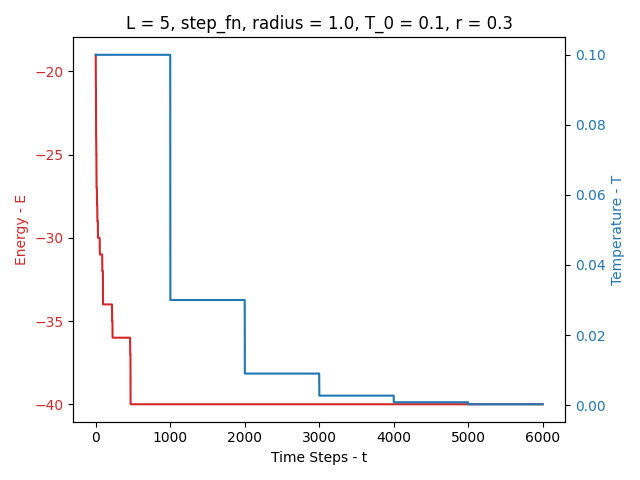 L = 5, step_fn, radius = 1.0, T_0 = 0.1, r = 0.3
−20
−25
−30
−35
−40
Energy - E
0.10
0.08
0.06
0.04
0.02
0.00
Temperature - T
0 1000 2000 3000 4000 5000 6000
Time Steps - t